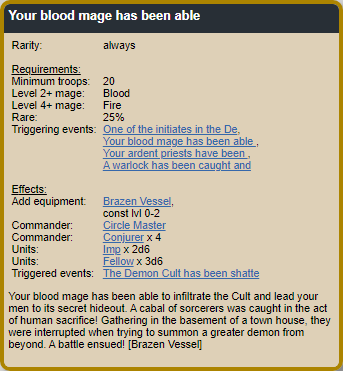 Your blood mage has been able
Rarity: always
Requirements:
Minimum troops: 20
Level 2+ mage: Blood
Level 4+ mage: Fire
Rare: 25%
Triggering events: One of the initiates in the De,
Your blood mage has been able ,
Your ardent priests have been ,
A warlock has been caught and
Effects:
Add equipment: Brazen Vessel,
const lvl 0-2
Commander: Circle Master
Commander: Conjurer x 4
Units: Imp x 2d6
Units: Fellow x 3d6
Triggered events: The Demon Cult has been shatte
Your blood mage has been able to infiltrate the Cult and lead your
men to its secret hideout. A cabal of sorcerers was caught in the act
of human sacrifice! Gathering in the basement of a town house, they
were interrupted when trying to summon a greater demon from
beyond. A battle ensued! [Brazen Vessel]